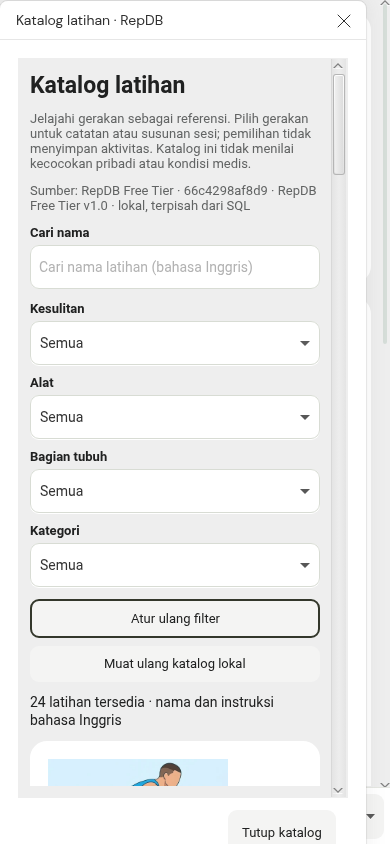 Katalog latihan · RepDB
Katalog latihan
Jelajahi gerakan sebagai referensi. Pilih gerakan
untuk catatan atau susunan sesi; pemilihan tidak
menyimpan aktivitas. Katalog ini tidak menilai
kecocokan pribadi atau kondisi medis.
Sumber: RepDB Free Tier · 66c4298af8d9 · RepDB
Free Tier v1.0 · lokal, terpisah dari SQL
Cari nama
Cari nama latihan (bahasa Inggris)
Kesulitan
Semua
Alat
Semua
Bagian tubuh
Semua
Kategori
Semua
Atur ulang filter
Muat ulang katalog lokal
24 latihan tersedia · nama dan instruksi
bahasa Inggris
Tutup katalog